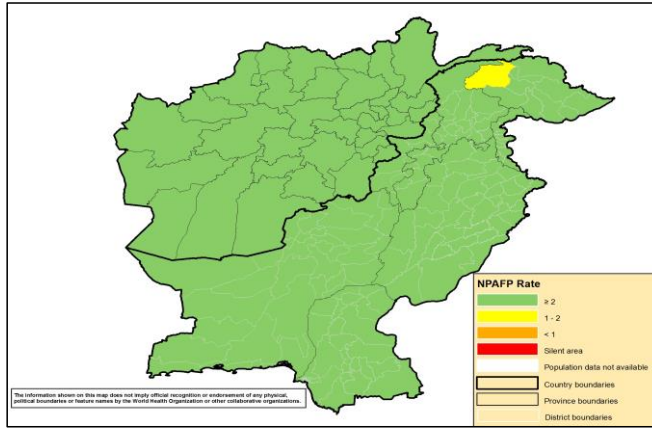 NPAFP Rate
≥ 2
1 - 2
< 1
Silent area
Population data not available
Country boundaries
Province boundaries
District boundaries
The information shown on this map does not imply official recognition or endorsement of any physical,
political boundaries or feature names by the World Health Organization or other collaborative organizations.